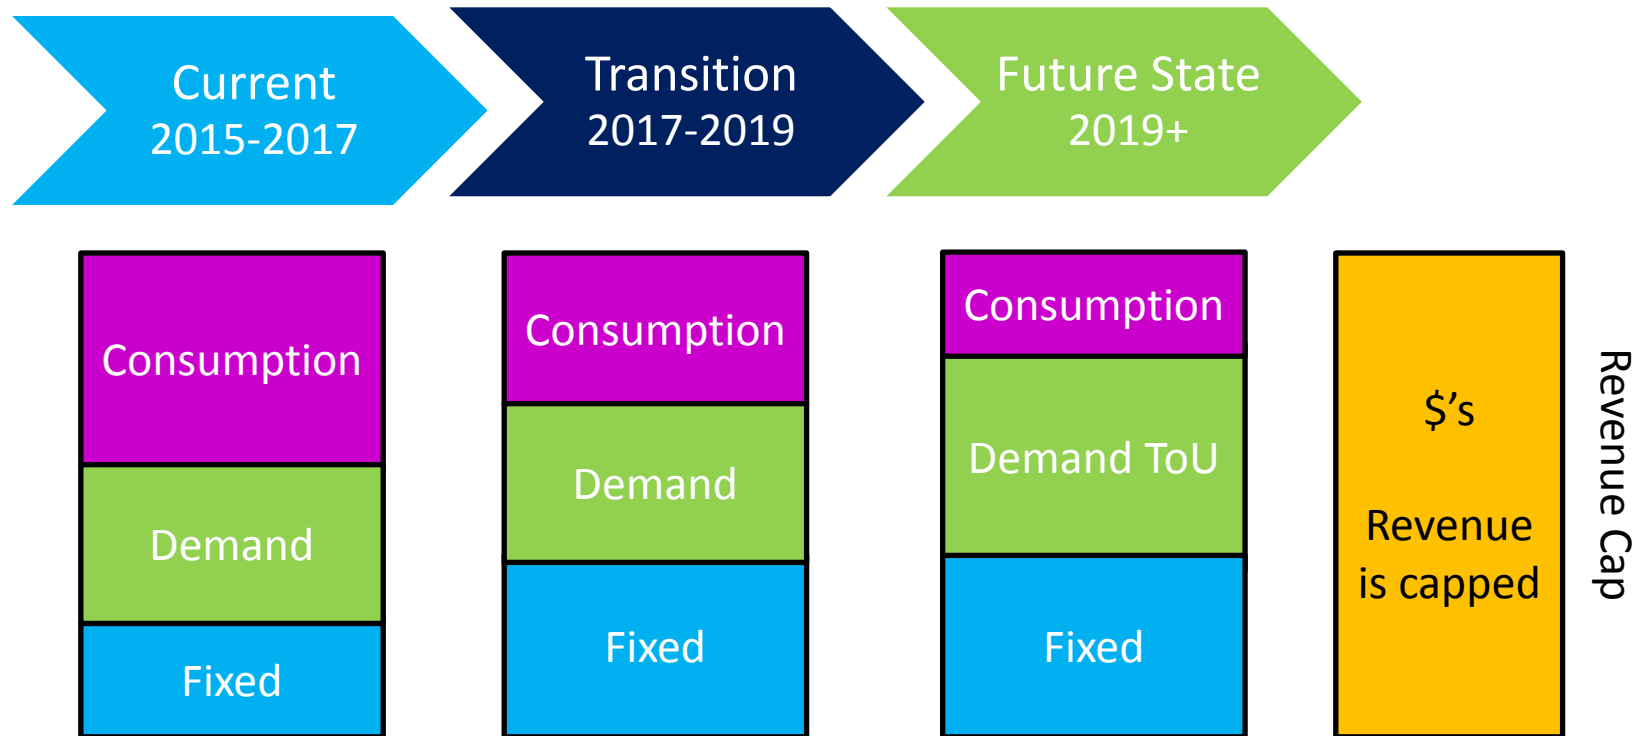 Current
2015-2017
Transition
2017-2019
Future State
2019+
Consumption
Demand
Fixed
Consumption
Demand
Fixed
Consumption
Demand ToU
Fixed
$’s
Revenue
is capped
Revenue Cap